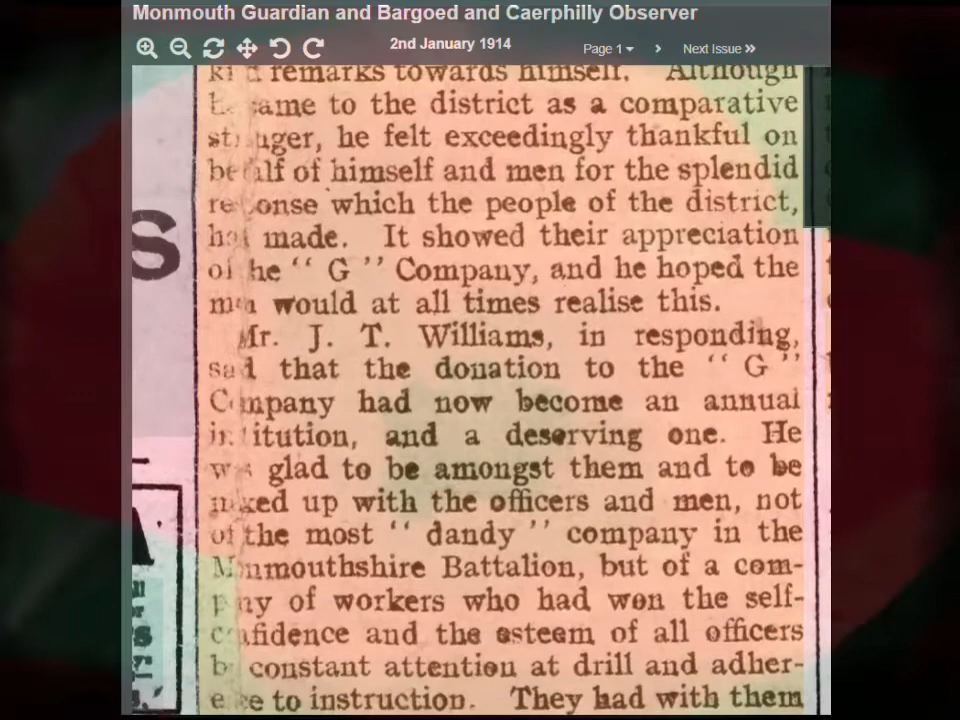 Monmouth Guardian and Bargoed and Caerphilly Observer
2nd January 1914
Page 1
Next Issue »
remarks towards himself. Although
came to the district as a comparative
stranger, he felt exceedingly thankful on
behalf of himself and men for the splendid
response which the people of the district,
had made. It showed their appreciation
of the “ G ” Company, and he hoped the
men would at all times realise this.
Mr. J. T. Williams, in responding,
said that the donation to the “ G ”
Company had now become an annual
institution, and a deserving one. He
was glad to be amongst them and to be
mixed up with the officers and men, not
of the most “ dandy ” company in the
Monmouthshire Battalion, but of a com-
pany of workers who had won the self-
confidence and the esteem of all officers
by constant attention at drill and adher-
ence to instruction. They had with them
S